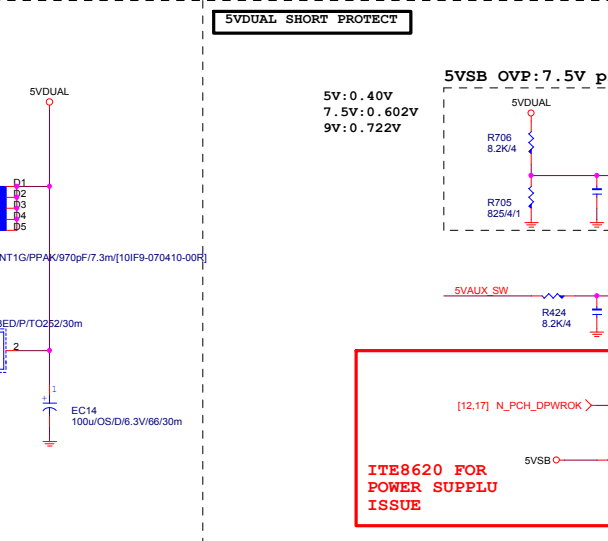 5VDUAL SHORT PROTECT
5VSB OVP:7.5V p
5V:0.40V
7.5V:0.602V
9V:0.722V
5VDUAL
5VDUAL
R706
8.2K/4
D1
D2
D3
D4
D5
R705
825/4/1
NT1G/PPAK/970pF/7.3m/[10IF9-070410-00R]
5VAUX_SW
R424
8.2K/4
BED/P/TO252/30m
2
1
+
EC14
100u/OS/D/6.3V/66/30m
[12,17] N_PCH_DPWROK
5VSB
ITE8620 FOR
POWER SUPPLU
ISSUE